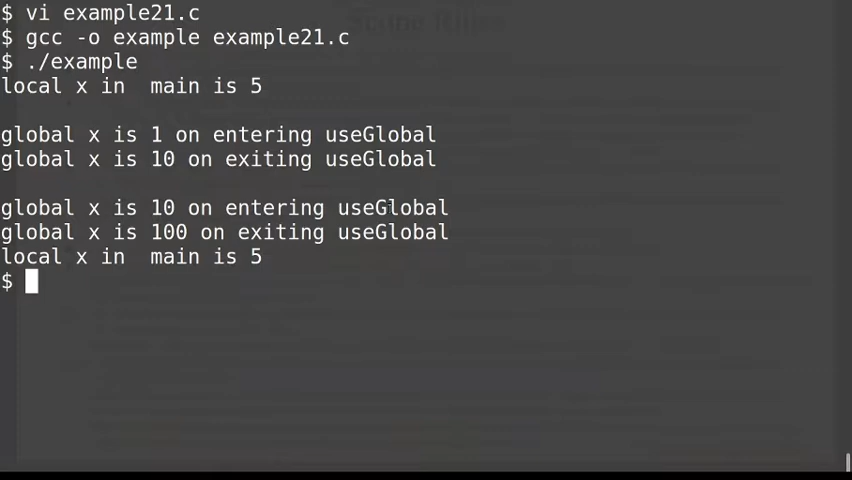 Scope Rules
$ vi example21.c
$ gcc -o example example21.c
$ ./example
local x in  main is 5
global x is 1 on entering useGlobal
global x is 10 on exiting useGlobal
global x is 10 on entering useGlobal
global x is 100 on exiting useGlobal
local x in  main is 5
$